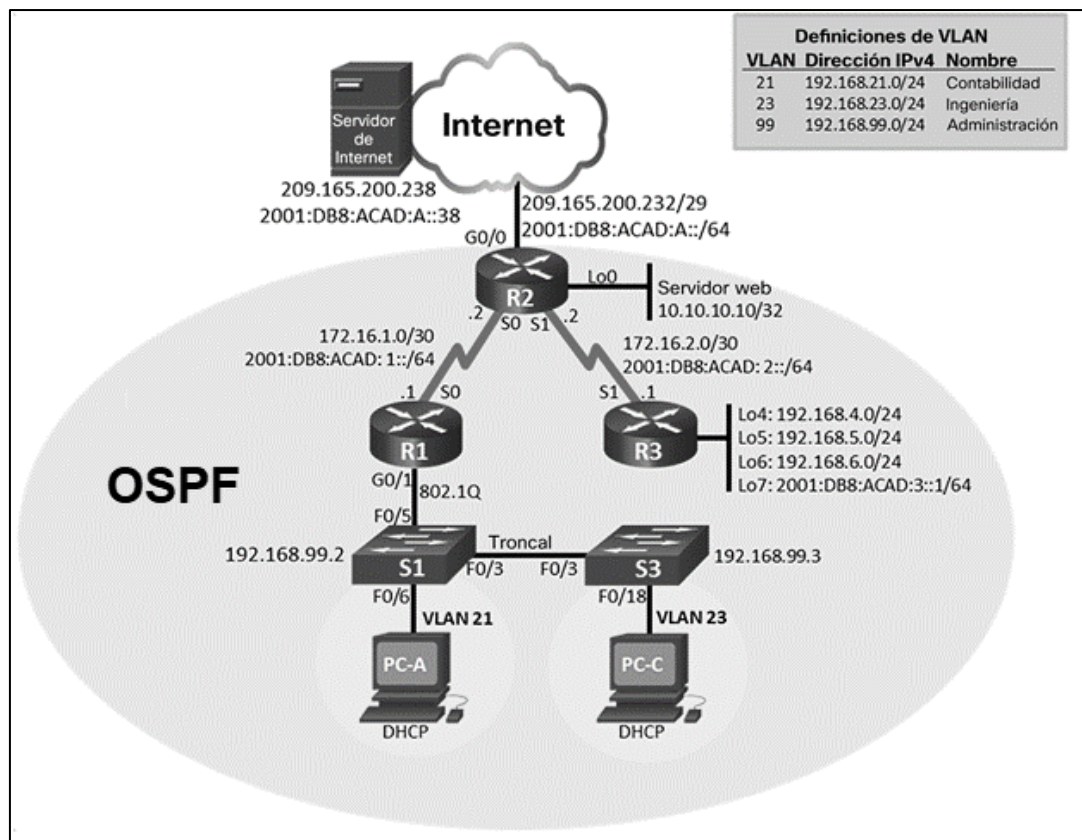 Definiciones de VLAN
VLAN Dirección IPv4 Nombre
21 192.168.21.0/24 Contabilidad
23 192.168.23.0/24 Ingeniería
99 192.168.99.0/24 Administración
Servidor
de
Internet
Internet
209.165.200.238
2001:DB8:ACAD:A::38
209.165.200.232/29
2001:DB8:ACAD:A::/64
G0/0
R2
Lo0
Servidor web
10.10.10.10/32
.2
S0
S1
.2
172.16.1.0/30
2001:DB8:ACAD: 1::/64
172.16.2.0/30
2001:DB8:ACAD: 2::/64
.1
S0
S1
.1
R1
R3
Lo4: 192.168.4.0/24
Lo5: 192.168.5.0/24
Lo6: 192.168.6.0/24
Lo7: 2001:DB8:ACAD:3::1/64
OSPF
G0/1
802.1Q
F0/5
192.168.99.2
S1
Troncal
F0/3
F0/3
S3
192.168.99.3
F0/6
F0/18
VLAN 21
VLAN 23
PC-A
PC-C
DHCP
DHCP